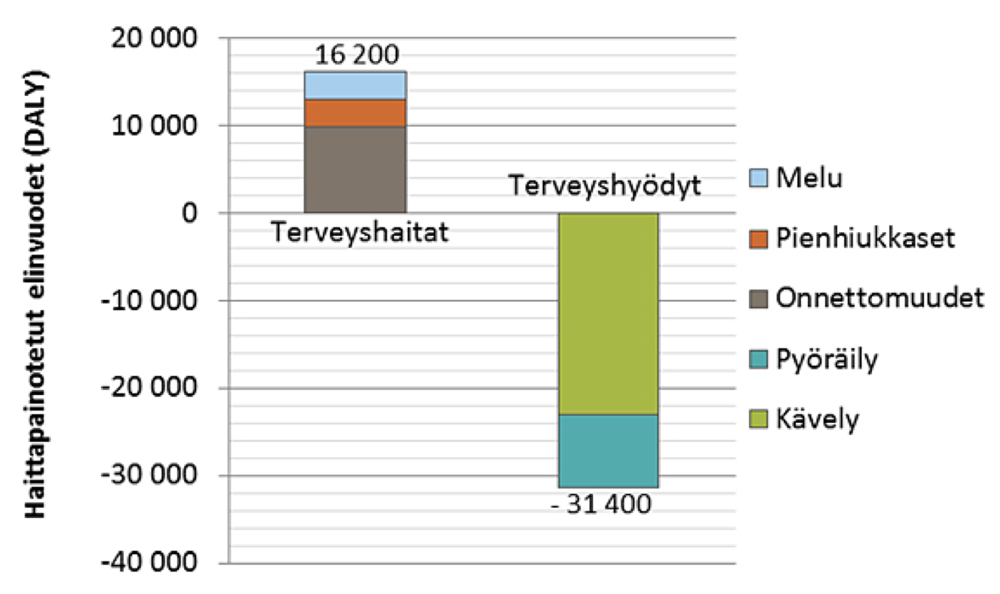 Haittapainotetut elinvuodet (DALY)
20 000
10 000
0
-10 000
-20 000
-30 000
-40 000
16 200
Terveyshaitat
Terveyshyödyt
- 31 400
Melu
Pienhiukkaset
Onnettomuudet
Pyöräily
Kävely